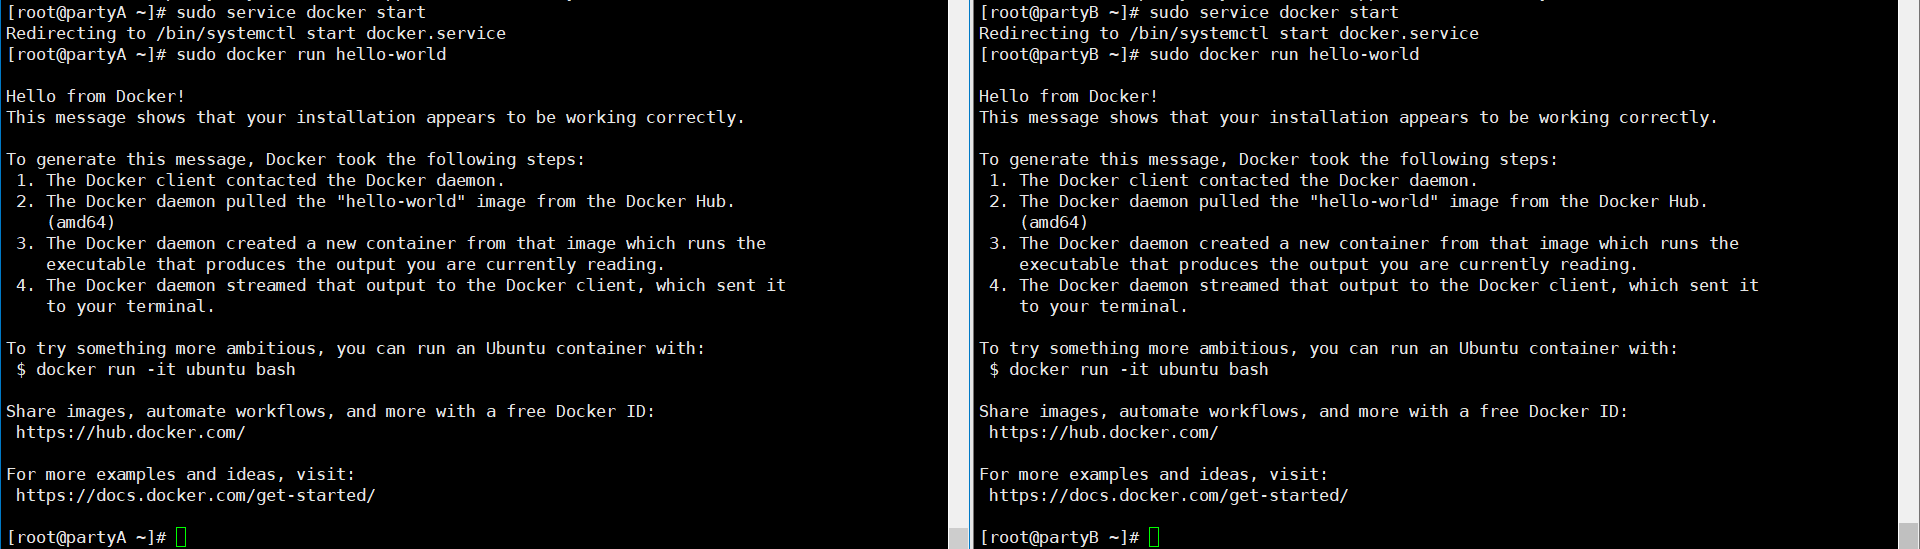 [root@partyA ~]# sudo service docker start
Redirecting to /bin/systemctl start docker.service
[root@partyA ~]# sudo docker run hello-world
Hello from Docker!
This message shows that your installation appears to be working correctly.
To generate this message, Docker took the following steps:
1. The Docker client contacted the Docker daemon.
2. The Docker daemon pulled the "hello-world" image from the Docker Hub.
(amd64)
3. The Docker daemon created a new container from that image which runs the
executable that produces the output you are currently reading.
4. The Docker daemon streamed that output to the Docker client, which sent it
to your terminal.
To try something more ambitious, you can run an Ubuntu container with:
$ docker run -it ubuntu bash
Share images, automate workflows, and more with a free Docker ID:
https://hub.docker.com/
For more examples and ideas, visit:
https://docs.docker.com/get-started/
[root@partyA ~]#
[root@partyB ~]# sudo service docker start
Redirecting to /bin/systemctl start docker.service
[root@partyB ~]# sudo docker run hello-world
Hello from Docker!
This message shows that your installation appears to be working correctly.
To generate this message, Docker took the following steps:
1. The Docker client contacted the Docker daemon.
2. The Docker daemon pulled the "hello-world" image from the Docker Hub.
(amd64)
3. The Docker daemon created a new container from that image which runs the
executable that produces the output you are currently reading.
4. The Docker daemon streamed that output to the Docker client, which sent it
to your terminal.
To try something more ambitious, you can run an Ubuntu container with:
$ docker run -it ubuntu bash
Share images, automate workflows, and more with a free Docker ID:
https://hub.docker.com/
For more examples and ideas, visit:
https://docs.docker.com/get-started/
[root@partyB ~]#